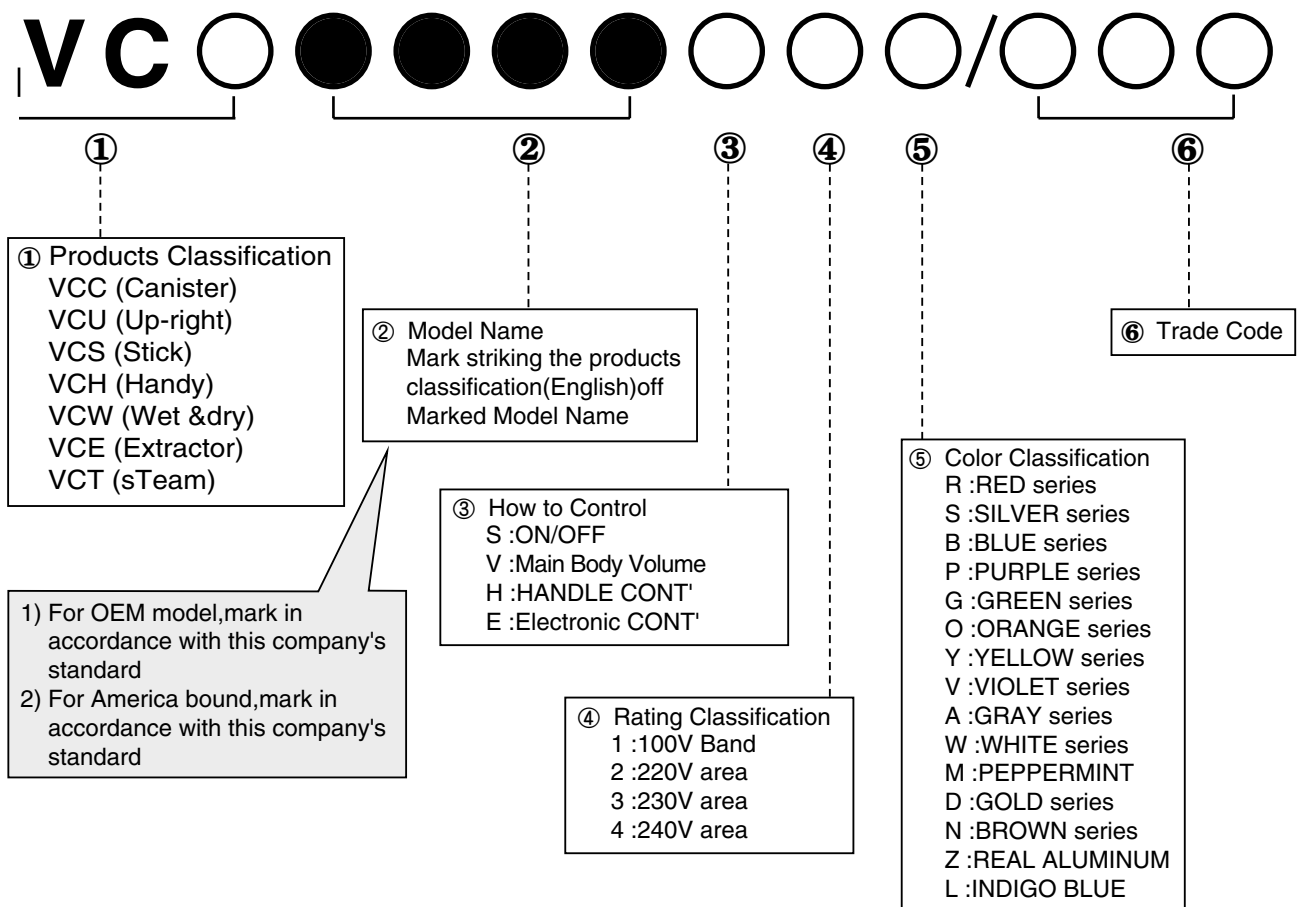 VC○●●●●○○○/○○○
① ② ③ ④ ⑤ ⑥
① Products Classification
VCC (Canister)
VCU (Up-right)
VCS (Stick)
VCH (Handy)
VCW (Wet &dry)
VCE (Extractor)
VCT (sTeam)
② Model Name
Mark striking the products
classification(English)off
Marked Model Name
1) For OEM model,mark in
accordance with this company's
standard
2) For America bound,mark in
accordance with this company's
standard
③ How to Control
S :ON/OFF
V :Main Body Volume
H :HANDLE CONT'
E :Electronic CONT'
④ Rating Classification
1 :100V Band
2 :220V area
3 :230V area
4 :240V area
⑤ Color Classification
R :RED series
S :SILVER series
B :BLUE series
P :PURPLE series
G :GREEN series
O :ORANGE series
Y :YELLOW series
V :VIOLET series
A :GRAY series
W :WHITE series
M :PEPPERMINT
D :GOLD series
N :BROWN series
Z :REAL ALUMINUM
L :INDIGO BLUE
⑥ Trade Code